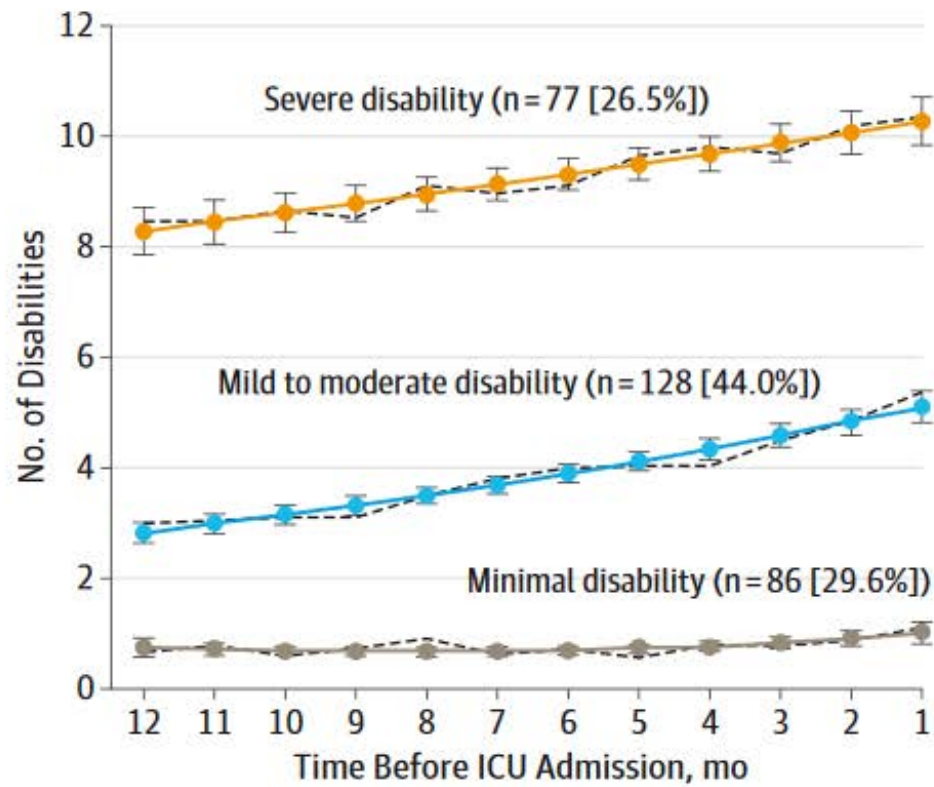 12
Severe disability (n = 77 [26.5%])
10
8
No. of Disabilities
6
Mild to moderate disability (n = 128 [44.0%])
4
2
Minimal disability (n = 86 [29.6%])
0
12 11 10 9 8 7 6 5 4 3 2 1
Time Before ICU Admission, mo